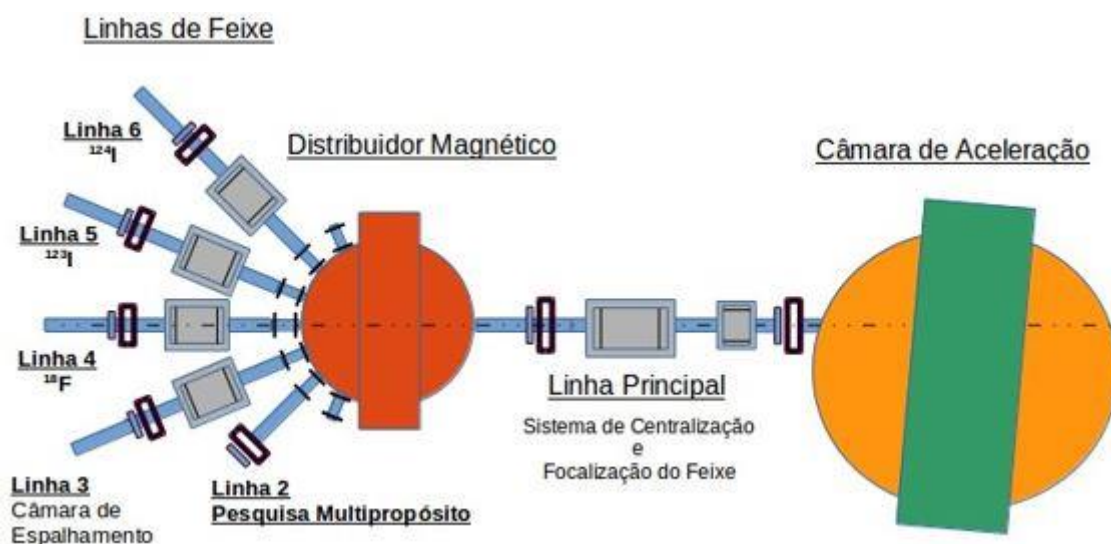 Linhas de Feixe
Linha 6
¹²⁴I
Distribuidor Magnético
Câmara de Aceleração
Linha 5
¹²³I
Linha 4
¹⁸F
Linha Principal
Sistema de Centralização
e
Focalização do Feixe
Linha 3
Câmara de
Espalhamento
Linha 2
Pesquisa Multipropósito